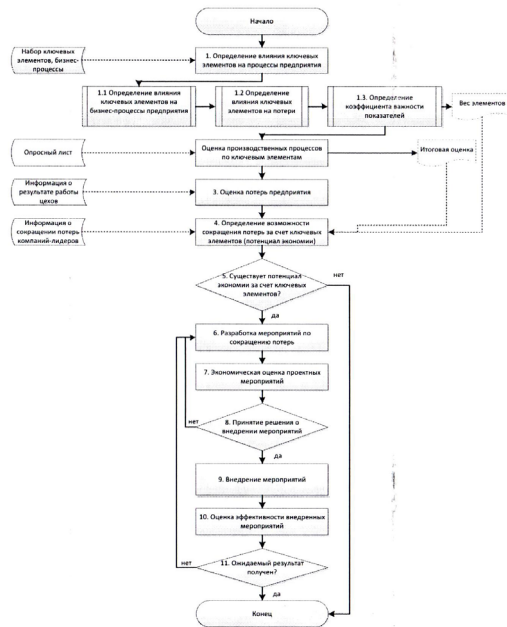 Начало
Набор ключевых
элементов, бизнес-
процессы
1. Определение влияния ключевых
элементов на процессы предприятия
1.1 Определение влияния
ключевых элементов на
бизнес-процессы предприятия
1.2 Определение
влияния ключевых
элементов на потери
1.3. Определение
коэффициента важности
показателей
Вес элементов
Опросный лист
Оценка производственных процессов
по ключевым элементам
Итоговая оценка
Информация о
результате работы
цехов
3. Оценка потерь предприятия
Информация о
сокращении потерь
компаний-лидеров
4. Определение возможности
сокращения потерь за счет ключевых
элементов (потенциал экономии)
5. Существует потенциал
экономии за счет ключевых
элементов?
нет
да
6. Разработка мероприятий по
сокращению потерь
7. Экономическая оценка проектных
мероприятий
8. Принятие решения о
внедрении мероприятий
нет
да
9. Внедрение мероприятий
10. Оценка эффективности внедренных
мероприятий
11. Ожидаемый результат
получен?
нет
да
Конец